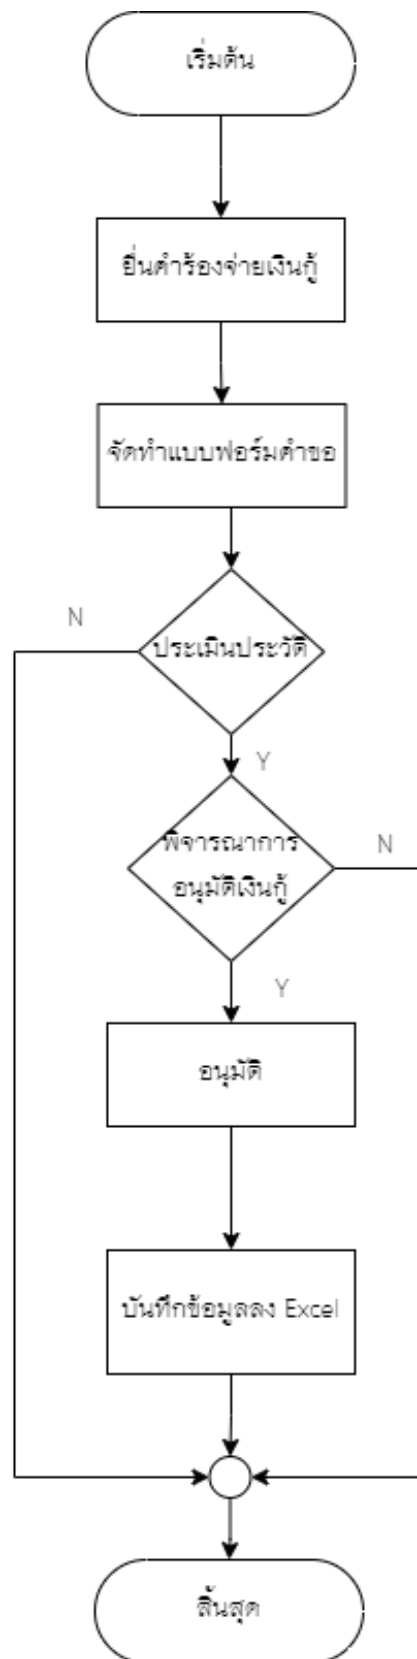 เริ่มต้น
ยื่นคำร้องจ่ายเงินกู้
จัดทำแบบฟอร์มคำขอ
N
ประเมินประวัติ
Y
พิจารณาการ
อนุมัติเงินกู้
N
Y
อนุมัติ
บันทึกข้อมูลลง Excel
สิ้นสุด